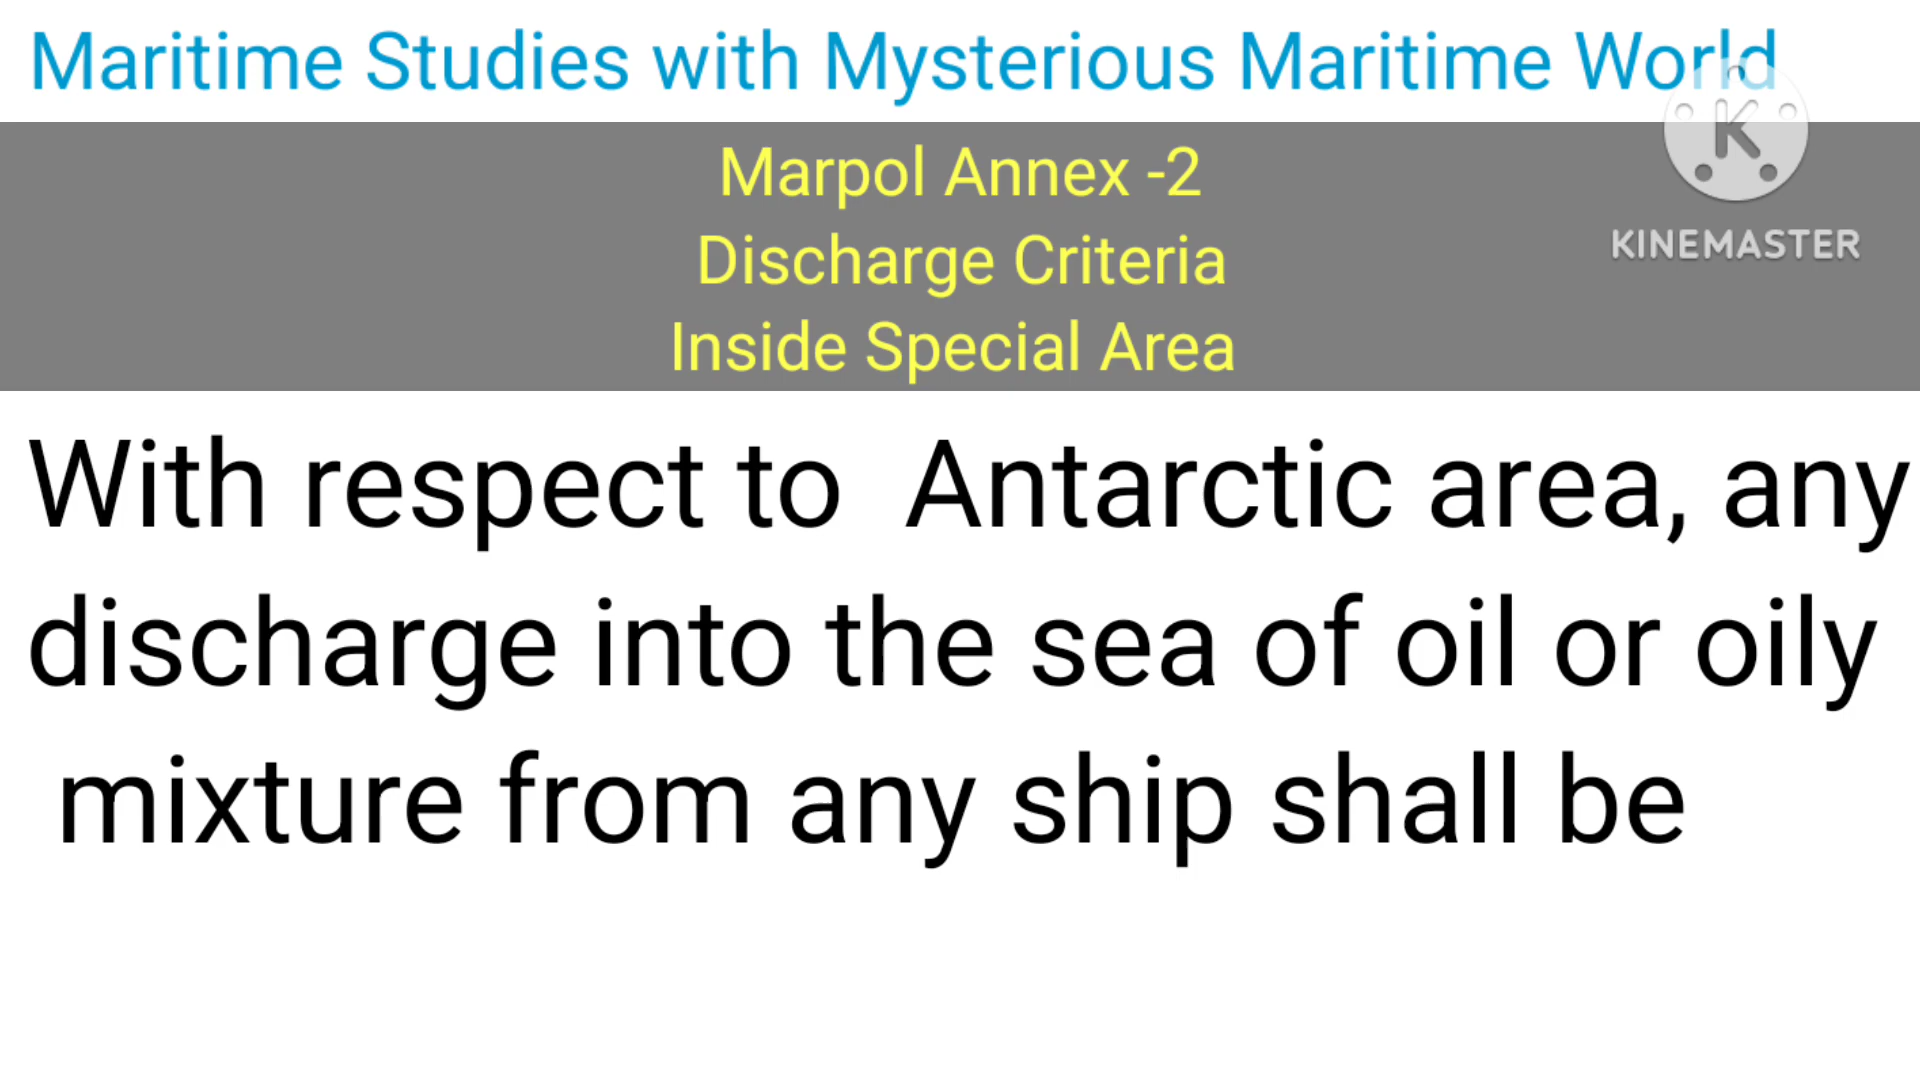 Maritime Studies with Mysterious Maritime World
Marpol Annex -2
Discharge Criteria
Inside Special Area
K
KINEMASTER
With respect to  Antarctic area, any
discharge into the sea of oil or oily
mixture from any ship shall be